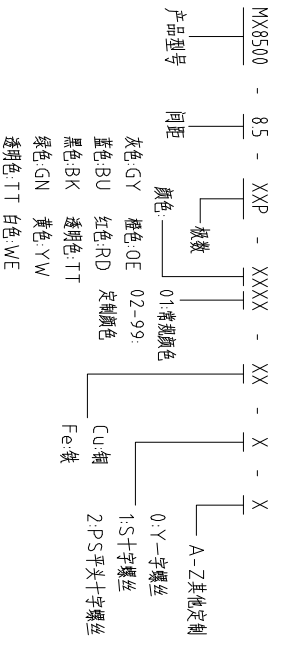 MX8500 - 8.5 - XXP - XXXX - XX - X - X
产品型号
间距
极数
颜色:
灰色:GY 橙色:OE
蓝色:BU 红色:RD
黑色:BK 透明色:TT
绿色:GN 黄色:YW
透明色:TT 白色:WE
01:常规颜色
02-99:
定制颜色
Cu:铜
Fe:铁
0:Y一字螺丝
1:S十字螺丝
2:PS平头十字螺丝
A-Z其他定制